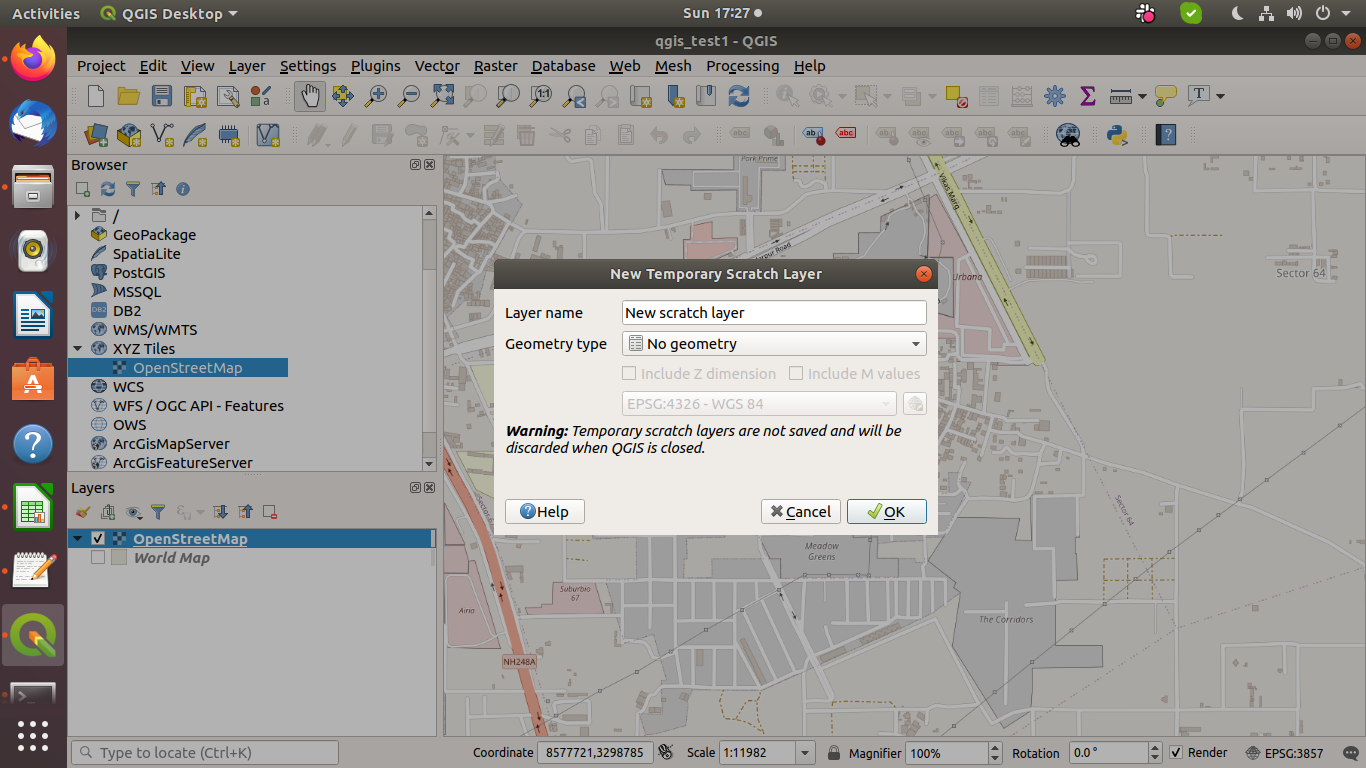 Activities
QGIS Desktop
Sun 17:27
qgis_test1 - QGIS
Project Edit View Layer Settings Plugins Vector Raster Database Web Mesh Processing Help
Browser
/
GeoPackage
SpatiaLite
PostGIS
MSSQL
DB2
WMS/WMTS
XYZ Tiles
OpenStreetMap
WCS
WFS / OGC API - Features
OWS
ArcGisMapServer
ArcGisFeatureServer
Layers
OpenStreetMap
World Map
Park Prime
Vikas Marg
Urbana
Sector 64
New Temporary Scratch Layer
Layer name
New scratch layer
Geometry type
No geometry
Include Z dimension
Include M values
EPSG:4326 - WGS 84
Warning: Temporary scratch layers are not saved and will be
discarded when QGIS is closed.
Help
Cancel
OK
Sector 64
Meadow
Greens
Suburbio
67
Airia
The Corridors
NH248A
Type to locate (Ctrl+K)
Coordinate 8577721,3298785
Scale 1:11982
Magnifier 100%
Rotation 0.0 °
Render
EPSG:3857